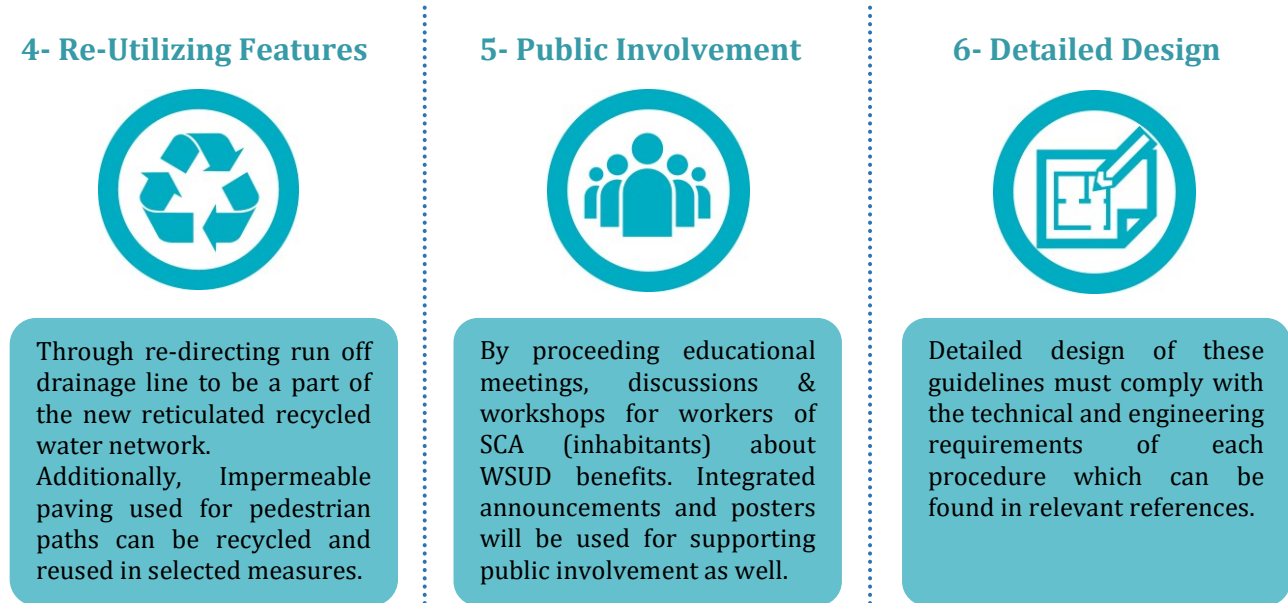 4- Re-Utilizing Features
Through re-directing run off
drainage line to be a part of
the new reticulated recycled
water network.
Additionally, Impermeable
paving used for pedestrian
paths can be recycled and
reused in selected measures.
5- Public Involvement
By proceeding educational
meetings, discussions &
workshops for workers of
SCA (inhabitants) about
WSUD benefits. Integrated
announcements and posters
will be used for supporting
public involvement as well.
6- Detailed Design
Detailed design of these
guidelines must comply with
the technical and engineering
requirements of each
procedure which can be
found in relevant references.